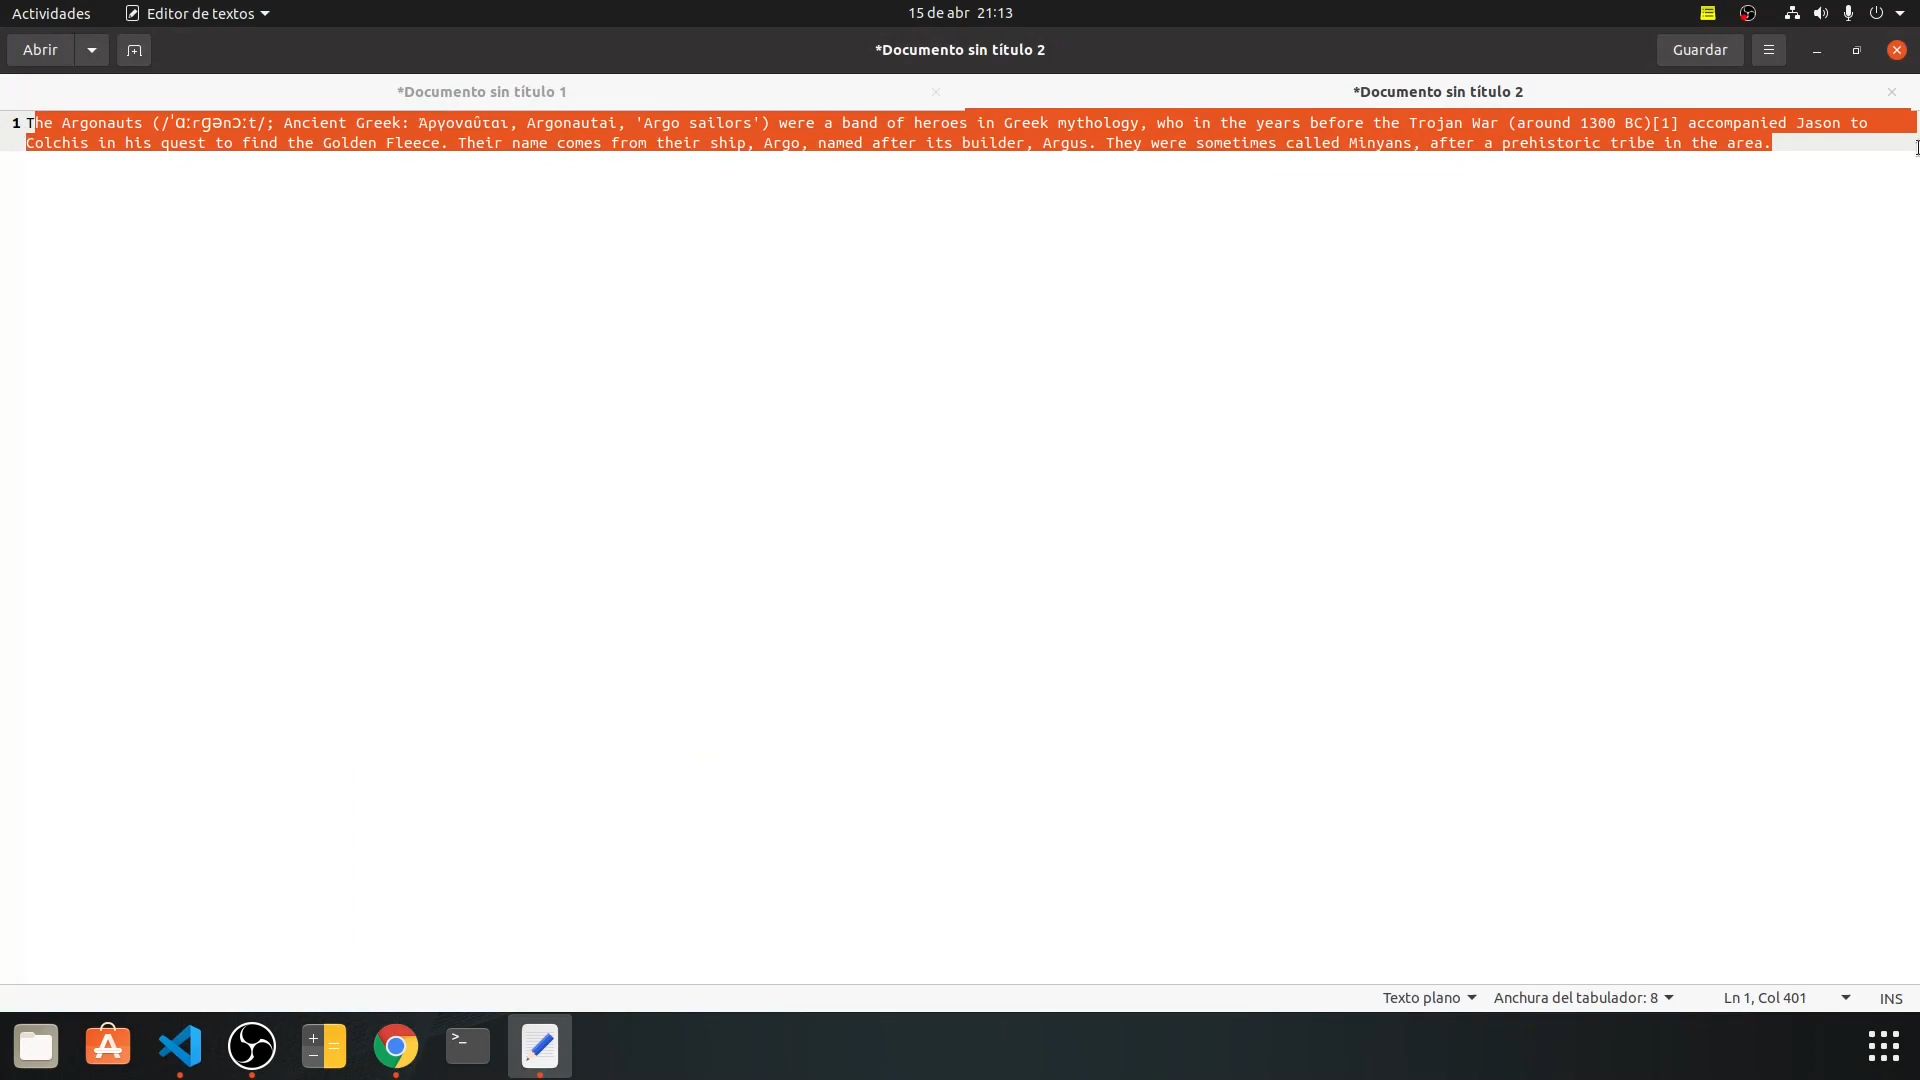 Actividades Editor de textos 15 de abr 21:13
Abrir *Documento sin título 2 Guardar
*Documento sin título 1 *Documento sin título 2
1 The Argonauts (/ˈɑːrɡənɔːt/; Ancient Greek: Ἀργοναῦται, Argonautai, 'Argo sailors') were a band of heroes in Greek mythology, who in the years before the Trojan War (around 1300 BC)[1] accompanied Jason to
Colchis in his quest to find the Golden Fleece. Their name comes from their ship, Argo, named after its builder, Argus. They were sometimes called Minyans, after a prehistoric tribe in the area.
Texto plano Anchura del tabulador: 8 Ln 1, Col 401 INS